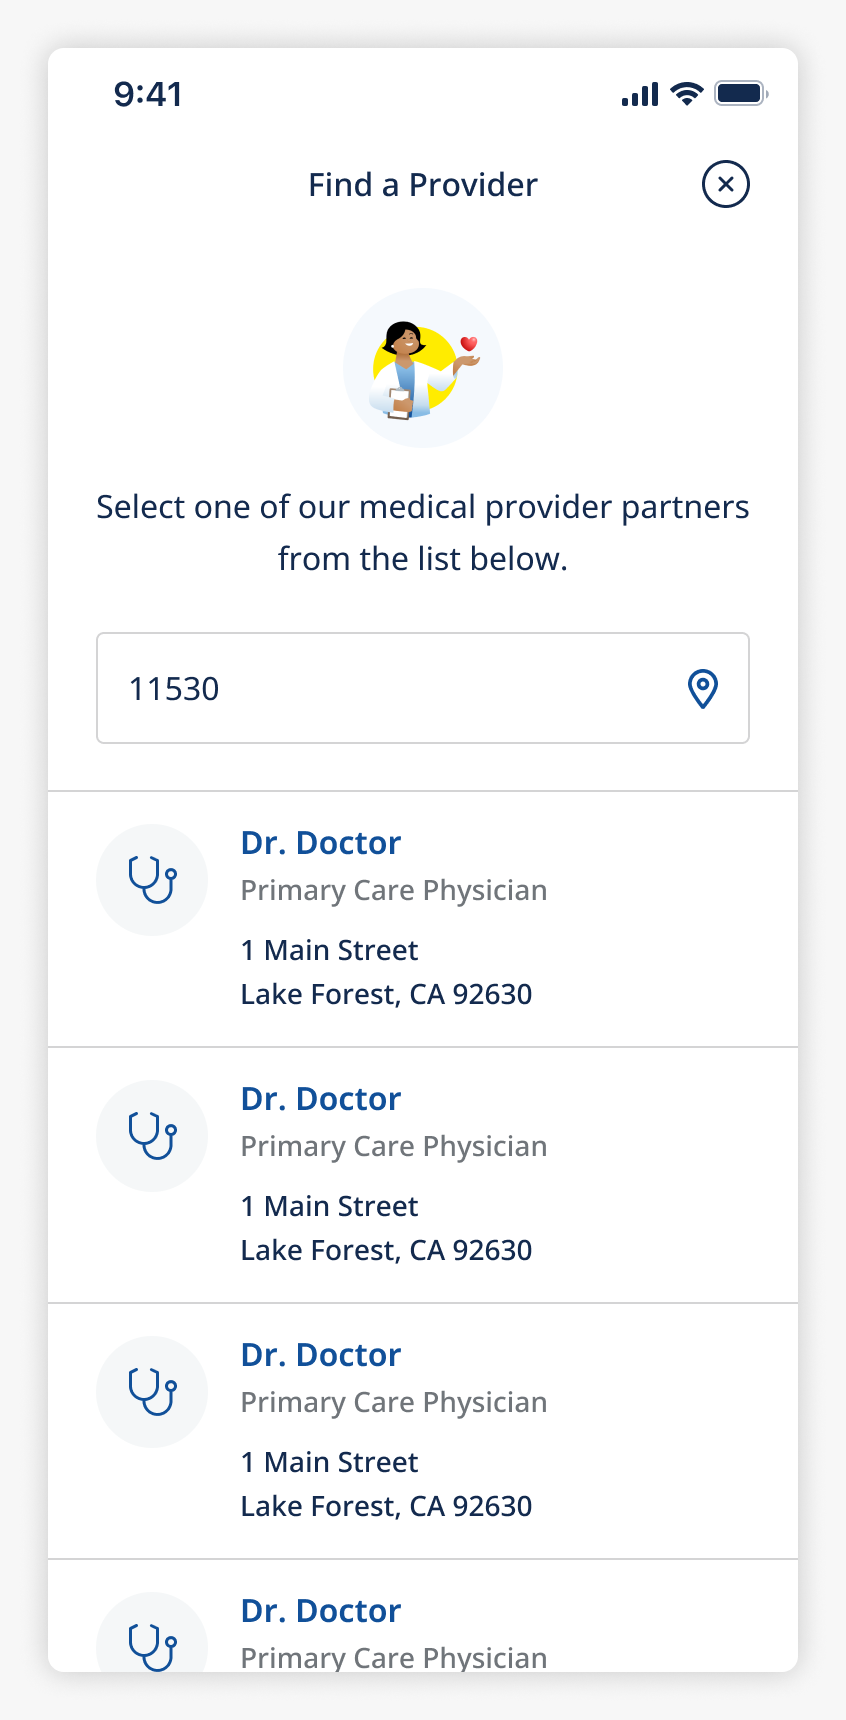 9:41
Find a Provider
Select one of our medical provider partners
from the list below.
11530
Dr. Doctor
Primary Care Physician
1 Main Street
Lake Forest, CA 92630
Dr. Doctor
Primary Care Physician
1 Main Street
Lake Forest, CA 92630
Dr. Doctor
Primary Care Physician
1 Main Street
Lake Forest, CA 92630
Dr. Doctor
Primary Care Physician